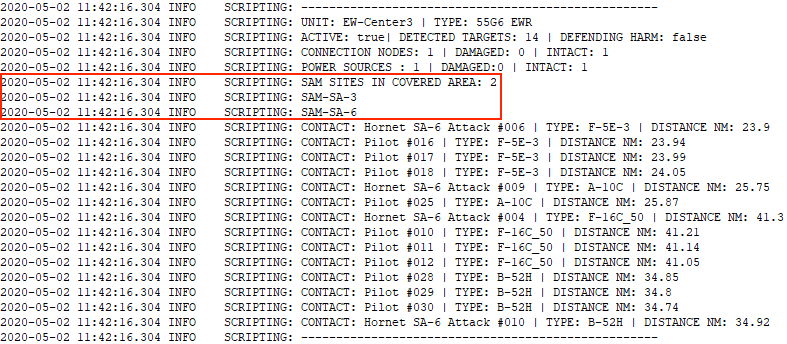 2020-05-02 11:42:16.304 INFO    SCRIPTING: ---------------------------------------------------
2020-05-02 11:42:16.304 INFO    SCRIPTING: UNIT: EW-Center3 | TYPE: 55G6 EWR
2020-05-02 11:42:16.304 INFO    SCRIPTING: ACTIVE: true| DETECTED TARGETS: 14 | DEFENDING HARM: false
2020-05-02 11:42:16.304 INFO    SCRIPTING: CONNECTION NODES: 1 | DAMAGED: 0 | INTACT: 1
2020-05-02 11:42:16.304 INFO    SCRIPTING: POWER SOURCES : 1 | DAMAGED:0 | INTACT: 1
2020-05-02 11:42:16.304 INFO    SCRIPTING: SAM SITES IN COVERED AREA: 2
2020-05-02 11:42:16.304 INFO    SCRIPTING: SAM-SA-3
2020-05-02 11:42:16.304 INFO    SCRIPTING: SAM-SA-6
2020-05-02 11:42:16.304 INFO    SCRIPTING: CONTACT: Hornet SA-6 Attack #006 | TYPE: F-5E-3 | DISTANCE NM: 23.9
2020-05-02 11:42:16.304 INFO    SCRIPTING: CONTACT: Pilot #016 | TYPE: F-5E-3 | DISTANCE NM: 23.94
2020-05-02 11:42:16.304 INFO    SCRIPTING: CONTACT: Pilot #017 | TYPE: F-5E-3 | DISTANCE NM: 23.99
2020-05-02 11:42:16.304 INFO    SCRIPTING: CONTACT: Pilot #018 | TYPE: F-5E-3 | DISTANCE NM: 24.05
2020-05-02 11:42:16.304 INFO    SCRIPTING: CONTACT: Hornet SA-6 Attack #009 | TYPE: A-10C | DISTANCE NM: 25.75
2020-05-02 11:42:16.304 INFO    SCRIPTING: CONTACT: Pilot #025 | TYPE: A-10C | DISTANCE NM: 25.87
2020-05-02 11:42:16.304 INFO    SCRIPTING: CONTACT: Hornet SA-6 Attack #004 | TYPE: F-16C_50 | DISTANCE NM: 41.3
2020-05-02 11:42:16.304 INFO    SCRIPTING: CONTACT: Pilot #010 | TYPE: F-16C_50 | DISTANCE NM: 41.21
2020-05-02 11:42:16.304 INFO    SCRIPTING: CONTACT: Pilot #011 | TYPE: F-16C_50 | DISTANCE NM: 41.14
2020-05-02 11:42:16.304 INFO    SCRIPTING: CONTACT: Pilot #012 | TYPE: F-16C_50 | DISTANCE NM: 41.05
2020-05-02 11:42:16.304 INFO    SCRIPTING: CONTACT: Pilot #028 | TYPE: B-52H | DISTANCE NM: 34.85
2020-05-02 11:42:16.304 INFO    SCRIPTING: CONTACT: Pilot #029 | TYPE: B-52H | DISTANCE NM: 34.8
2020-05-02 11:42:16.304 INFO    SCRIPTING: CONTACT: Pilot #030 | TYPE: B-52H | DISTANCE NM: 34.74
2020-05-02 11:42:16.304 INFO    SCRIPTING: CONTACT: Hornet SA-6 Attack #010 | TYPE: B-52H | DISTANCE NM: 34.92
2020-05-02 11:42:16.304 INFO    SCRIPTING: ---------------------------------------------------